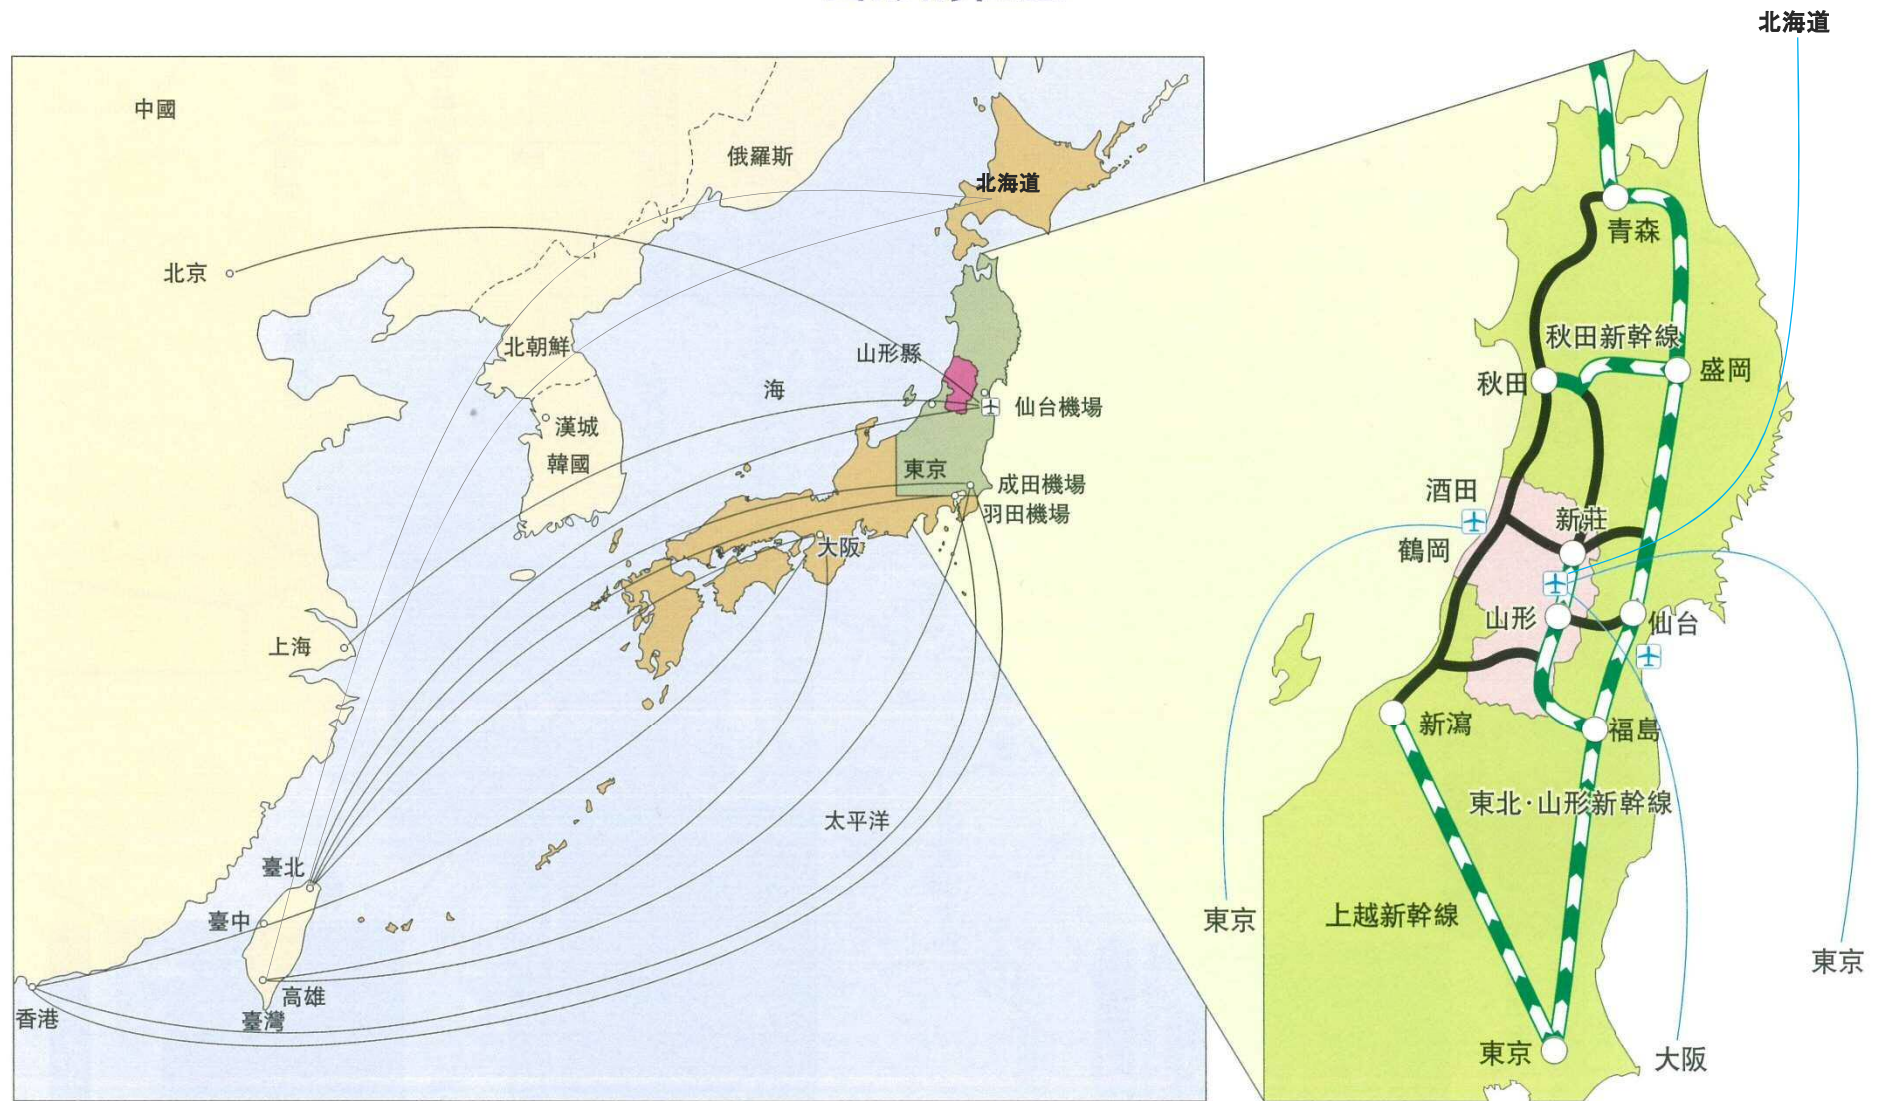 北海道
中國
俄羅斯
北海道
北京
北朝鮮
山形縣
海
仙台機場
漢城
韓國
東京
成田機場
羽田機場
大阪
上海
太平洋
臺北
臺中
高雄
臺灣
香港
青森
秋田新幹線
盛岡
秋田
酒田
新莊
鶴岡
山形
仙台
新瀉
福島
東北·山形新幹線
上越新幹線
東京
東京
東京
大阪